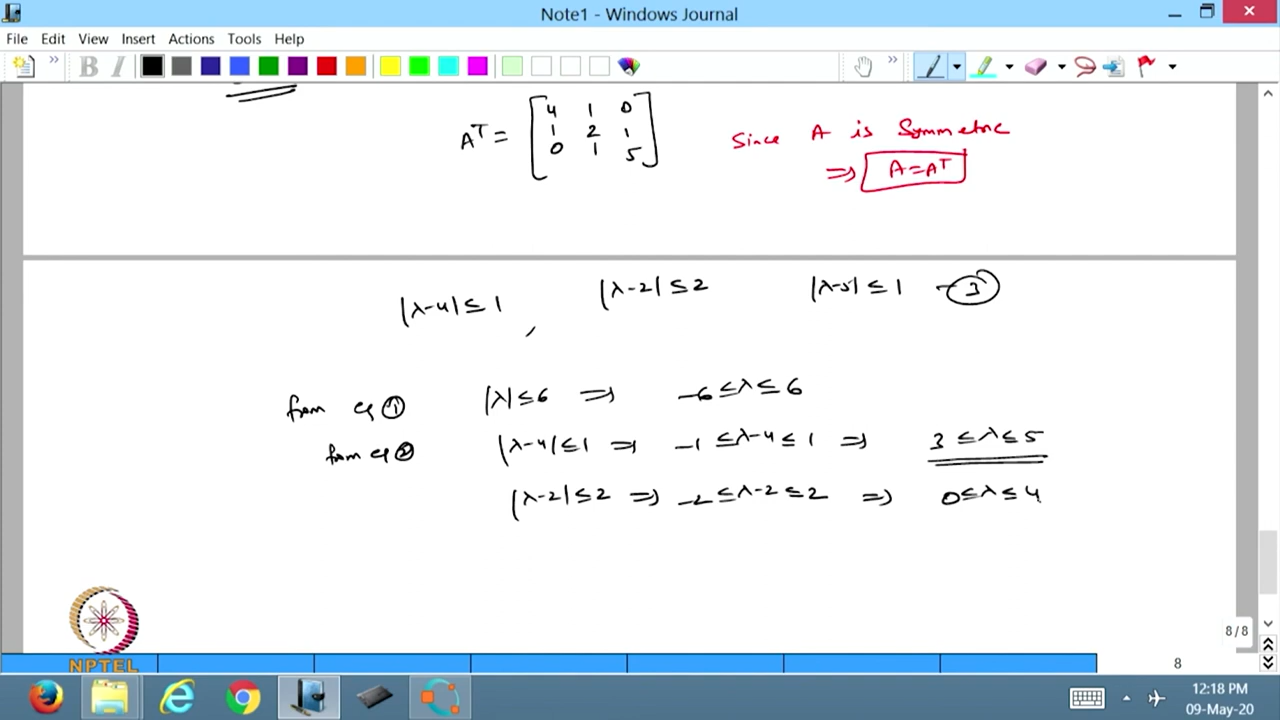 Note1 - Windows Journal
File Edit View Insert Actions Tools Help
B I
Aᵀ = [4 1 0
1 2 1
0 1 5]
Since A is Symmetric
⇒ A=Aᵀ
|λ-4| ≤ 1, |λ-2| ≤ 2 |λ-5| ≤ 1 - ③
from eq ① |λ| ≤ 6 ⇒ -6 ≤ λ ≤ 6
from eq ② |λ-4| ≤ 1 ⇒ -1 ≤ λ-4 ≤ 1 ⇒ 3 ≤ λ ≤ 5
|λ-2| ≤ 2 ⇒ -2 ≤ λ-2 ≤ 2 ⇒ 0 ≤ λ ≤ 4
8/8
NPTEL
8
12:18 PM
09-May-20